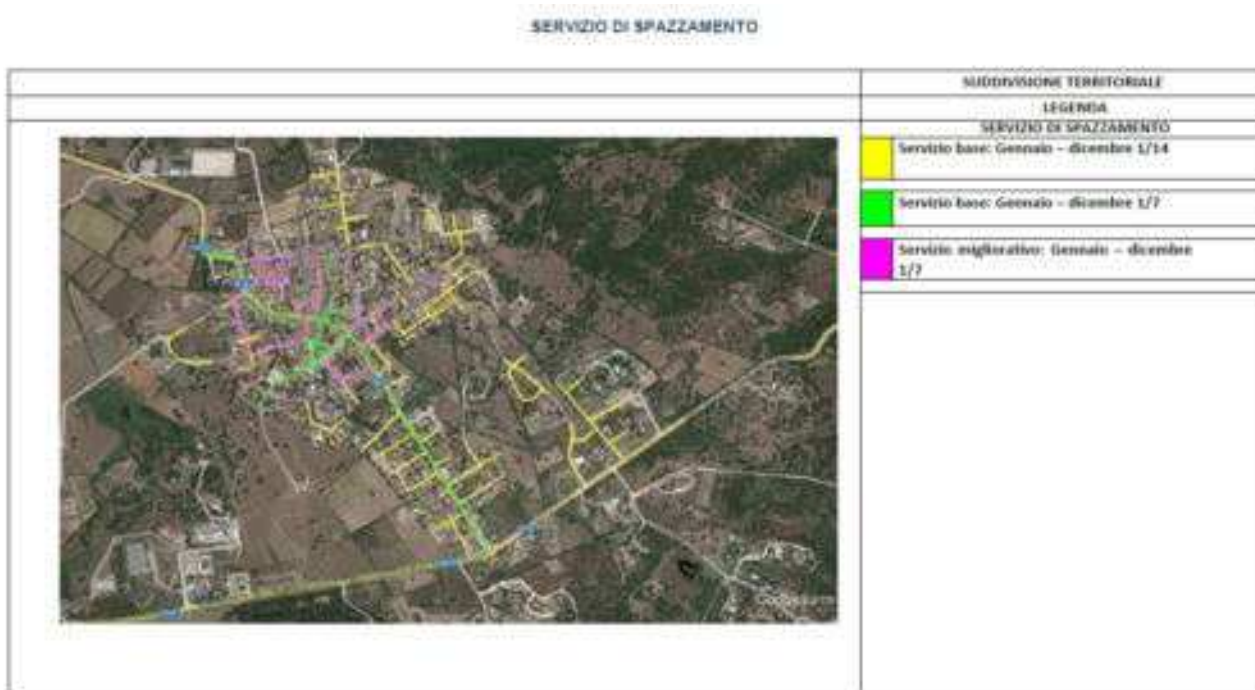 SERVIZIO DI SPAZZAMENTO
SUDDIVISIONE TERRITORIALE
LEGENDA
SERVIZIO DI SPAZZAMENTO
Servizio base: Gennaio – dicembre 1/14
Servizio base: Gennaio – dicembre 1/7
Servizio migliorativo: Gennaio – dicembre
1/7